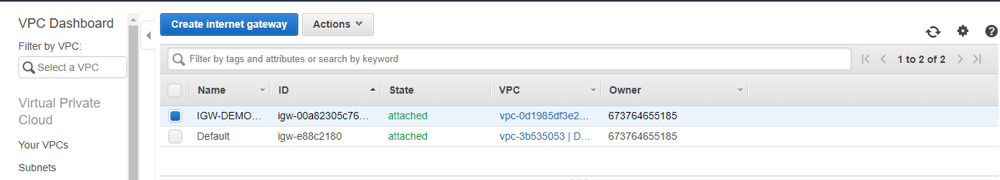 VPC Dashboard
Filter by VPC:
Select a VPC
Virtual Private
Cloud
Your VPCs
Subnets
Create internet gateway Actions
Filter by tags and attributes or search by keyword 1 to 2 of 2
Name ID State VPC Owner
IGW-DEMO... igw-00a82305c76... attached vpc-0d1985df3e2... 673764655185
Default igw-e88c2180 attached vpc-3b535053 | D... 673764655185